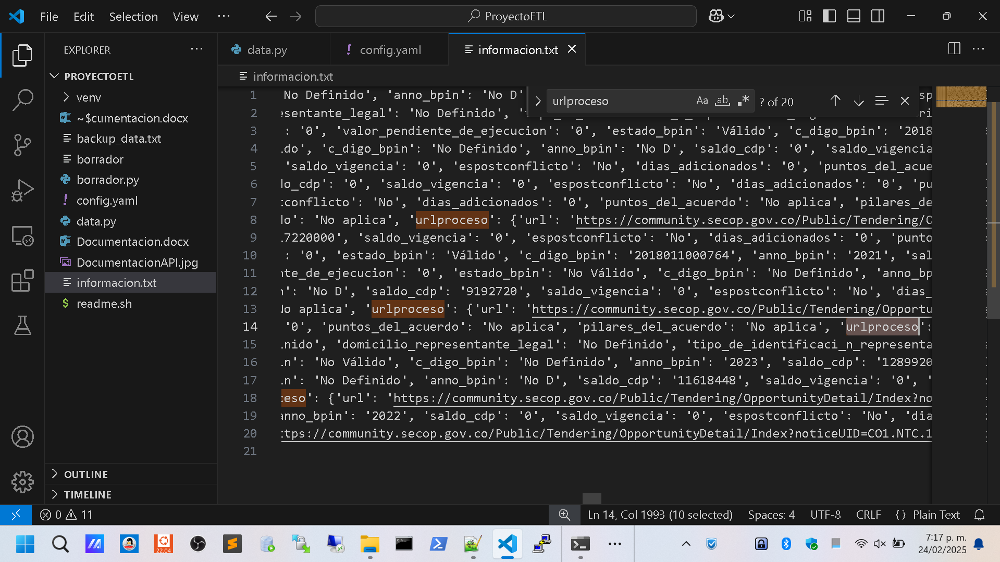 File Edit Selection View ProyectoETL
EXPLORER
PROYECTOETL
venv
~$cumentacion.docx
backup_data.txt
borrador
borrador.py
config.yaml
data.py
Documentacion.docx
DocumentacionAPI.jpg
informacion.txt
readme.sh
OUTLINE
TIMELINE
data.py config.yaml informacion.txt
informacion.txt
urlproceso Aa ab .* ? of 20
1 No Definido', 'anno_bpin': 'No D' sp
2 esentante_legal': 'No Definido', ri
3 : '0', 'valor_pendiente_de_ejecucion': '0', 'estado_bpin': 'Válido', 'c_digo_bpin': '2018
4 do', 'c_digo_bpin': 'No Definido', 'anno_bpin': 'No D', 'saldo_cdp': '0', 'saldo_vigencia
5 'saldo_vigencia': '0', 'espostconflicto': 'No', 'dias_adicionados': '0', 'puntos_del_acue
6 lo_cdp': '0', 'saldo_vigencia': '0', 'espostconflicto': 'No', 'dias_adicionados': '0', 'pu
7 tconflicto': 'No', 'dias_adicionados': '0', 'puntos_del_acuerdo': 'No aplica', 'pilares_de
8 lo': 'No aplica', 'urlproceso': {'url': 'https://community.secop.gov.co/Public/Tendering/O
9 7220000', 'saldo_vigencia': '0', 'espostconflicto': 'No', 'dias_adicionados': '0', 'punto
10 : '0', 'estado_bpin': 'Válido', 'c_digo_bpin': '2018011000764', 'anno_bpin': '2021', 'sal
11 te_de_ejecucion': '0', 'estado_bpin': 'No Válido', 'c_digo_bpin': 'No Definido', 'anno_bp
12 n': 'No D', 'saldo_cdp': '9192720', 'saldo_vigencia': '0', 'espostconflicto': 'No', 'dias_
13 o aplica', 'urlproceso': {'url': 'https://community.secop.gov.co/Public/Tendering/Opportu
14 '0', 'puntos_del_acuerdo': 'No aplica', 'pilares_del_acuerdo': 'No aplica', 'urlproceso':
15 nido', 'domicilio_representante_legal': 'No Definido', 'tipo_de_identificaci_n_representa
16 n': 'No Válido', 'c_digo_bpin': 'No Definido', 'anno_bpin': '2023', 'saldo_cdp': '1289920
17 n': 'No Definido', 'anno_bpin': 'No D', 'saldo_cdp': '11618448', 'saldo_vigencia': '0', '
18 ceso': {'url': 'https://community.secop.gov.co/Public/Tendering/OpportunityDetail/Index?no
19 anno_bpin': '2022', 'saldo_cdp': '0', 'saldo_vigencia': '0', 'espostconflicto': 'No', 'dia
20 ttps://community.secop.gov.co/Public/Tendering/OpportunityDetail/Index?noticeUID=CO1.NTC.1
21
0 11 Ln 14, Col 1993 (10 selected) Spaces: 4 UTF-8 CRLF {} Plain Text
22.04
7:17 p. m.
24/02/2025